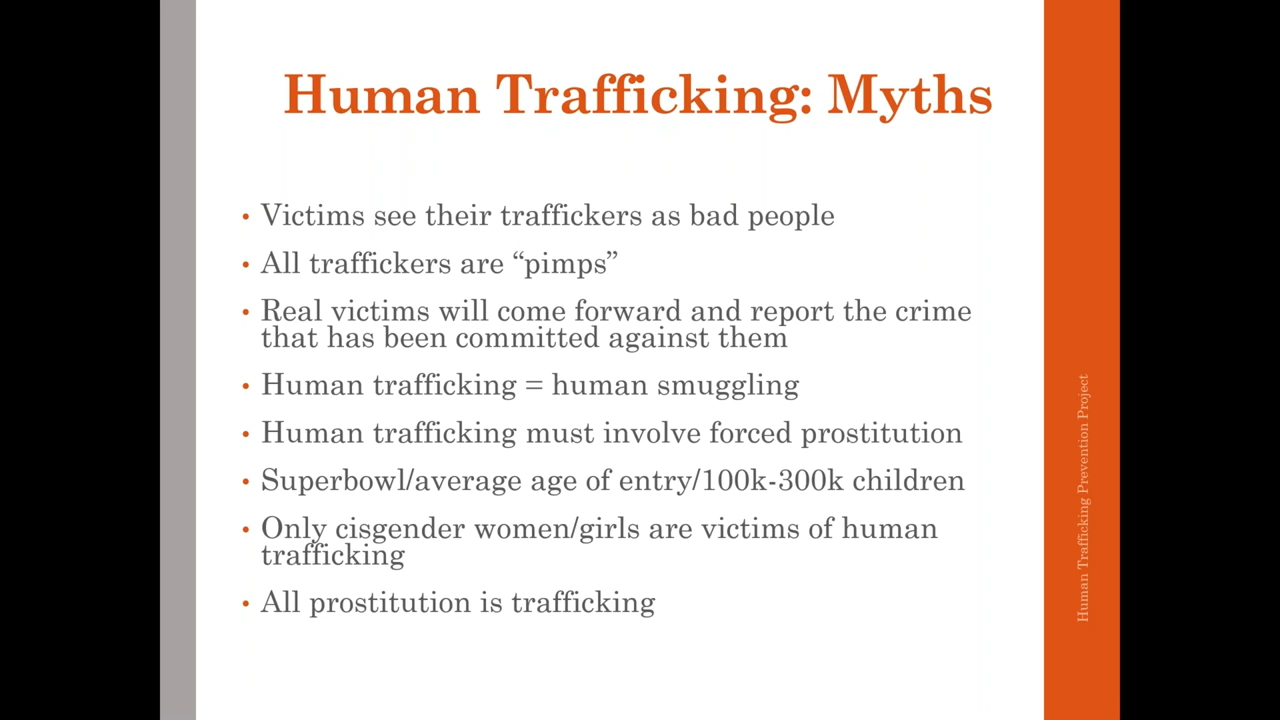 Human Trafficking: Myths
• Victims see their traffickers as bad people
• All traffickers are “pimps”
• Real victims will come forward and report the crime
that has been committed against them
• Human trafficking = human smuggling
• Human trafficking must involve forced prostitution
• Superbowl/average age of entry/100k-300k children
• Only cisgender women/girls are victims of human
trafficking
• All prostitution is trafficking
Human Trafficking Prevention Project